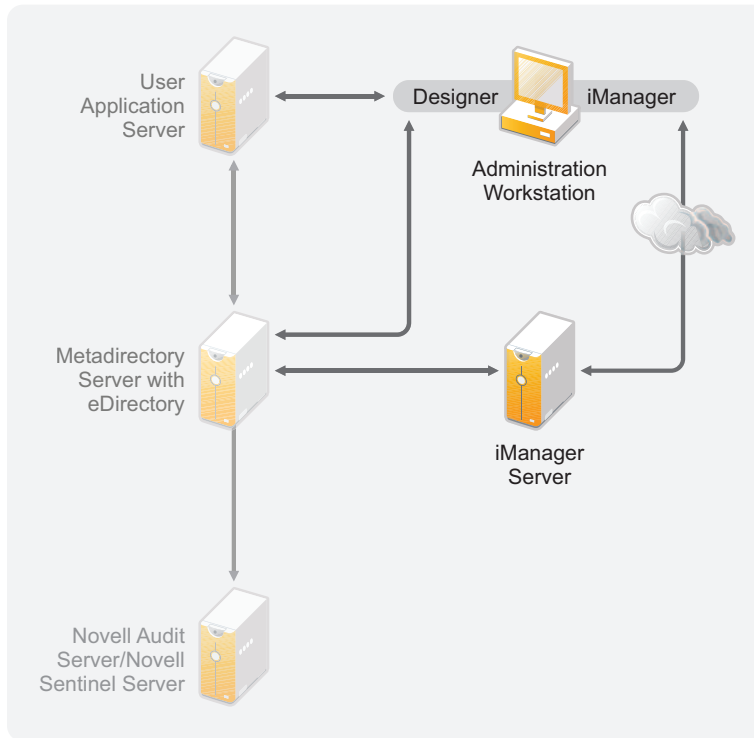 User
Application
Server
Designer
iManager
Administration
Workstation
Metadirectory
Server with
eDirectory
iManager
Server
Novell Audit
Server/Novell
Sentinel Server